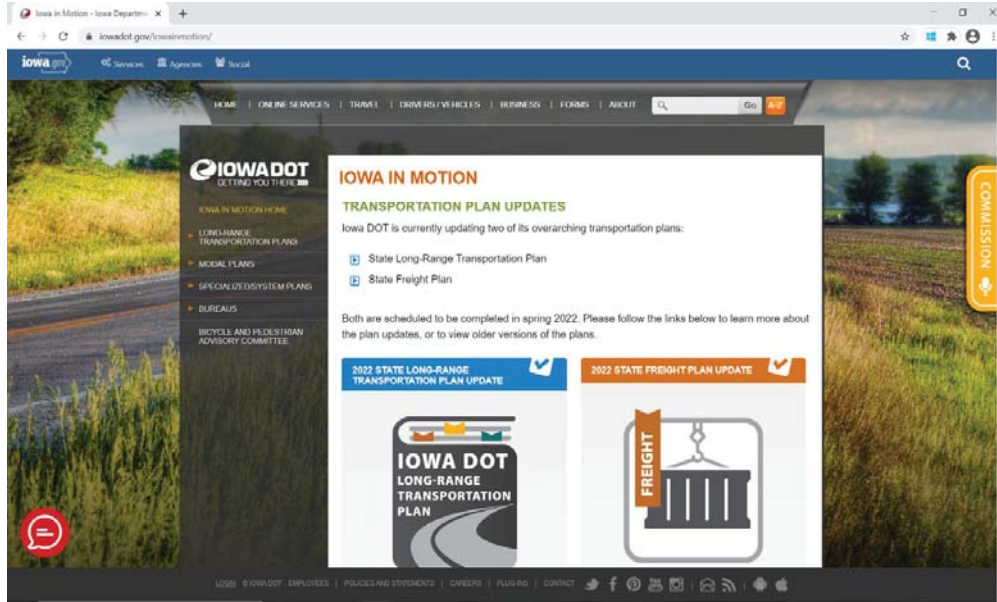 Iowa in Motion - Iowa Departme
iowadot.gov/iowainmotion/
iowa.gov Services Agencies Social
HOME | ONLINE SERVICES | TRAVEL | DRIVERS / VEHICLES | BUSINESS | FORMS | ABOUT Go A-Z
IOWADOT
GETTING YOU THERE
IOWA IN MOTION HOME
LONG-RANGE
TRANSPORTATION PLANS
MODAL PLANS
SPECIALIZED/SYSTEM PLANS
BUREAUS
BICYCLE AND PEDESTRIAN
ADVISORY COMMITTEE
IOWA IN MOTION
TRANSPORTATION PLAN UPDATES
Iowa DOT is currently updating two of its overarching transportation plans:
State Long-Range Transportation Plan
State Freight Plan
Both are scheduled to be completed in spring 2022. Please follow the links below to learn more about
the plan updates, or to view older versions of the plans.
2022 STATE LONG-RANGE
TRANSPORTATION PLAN UPDATE
IOWA DOT
LONG-RANGE
TRANSPORTATION
PLAN
2022 STATE FREIGHT PLAN UPDATE
FREIGHT
COMMISSION
LOGIN © IOWA DOT EMPLOYEES | POLICIES AND STATEMENTS | CAREERS | PLUG-INS | CONTACT